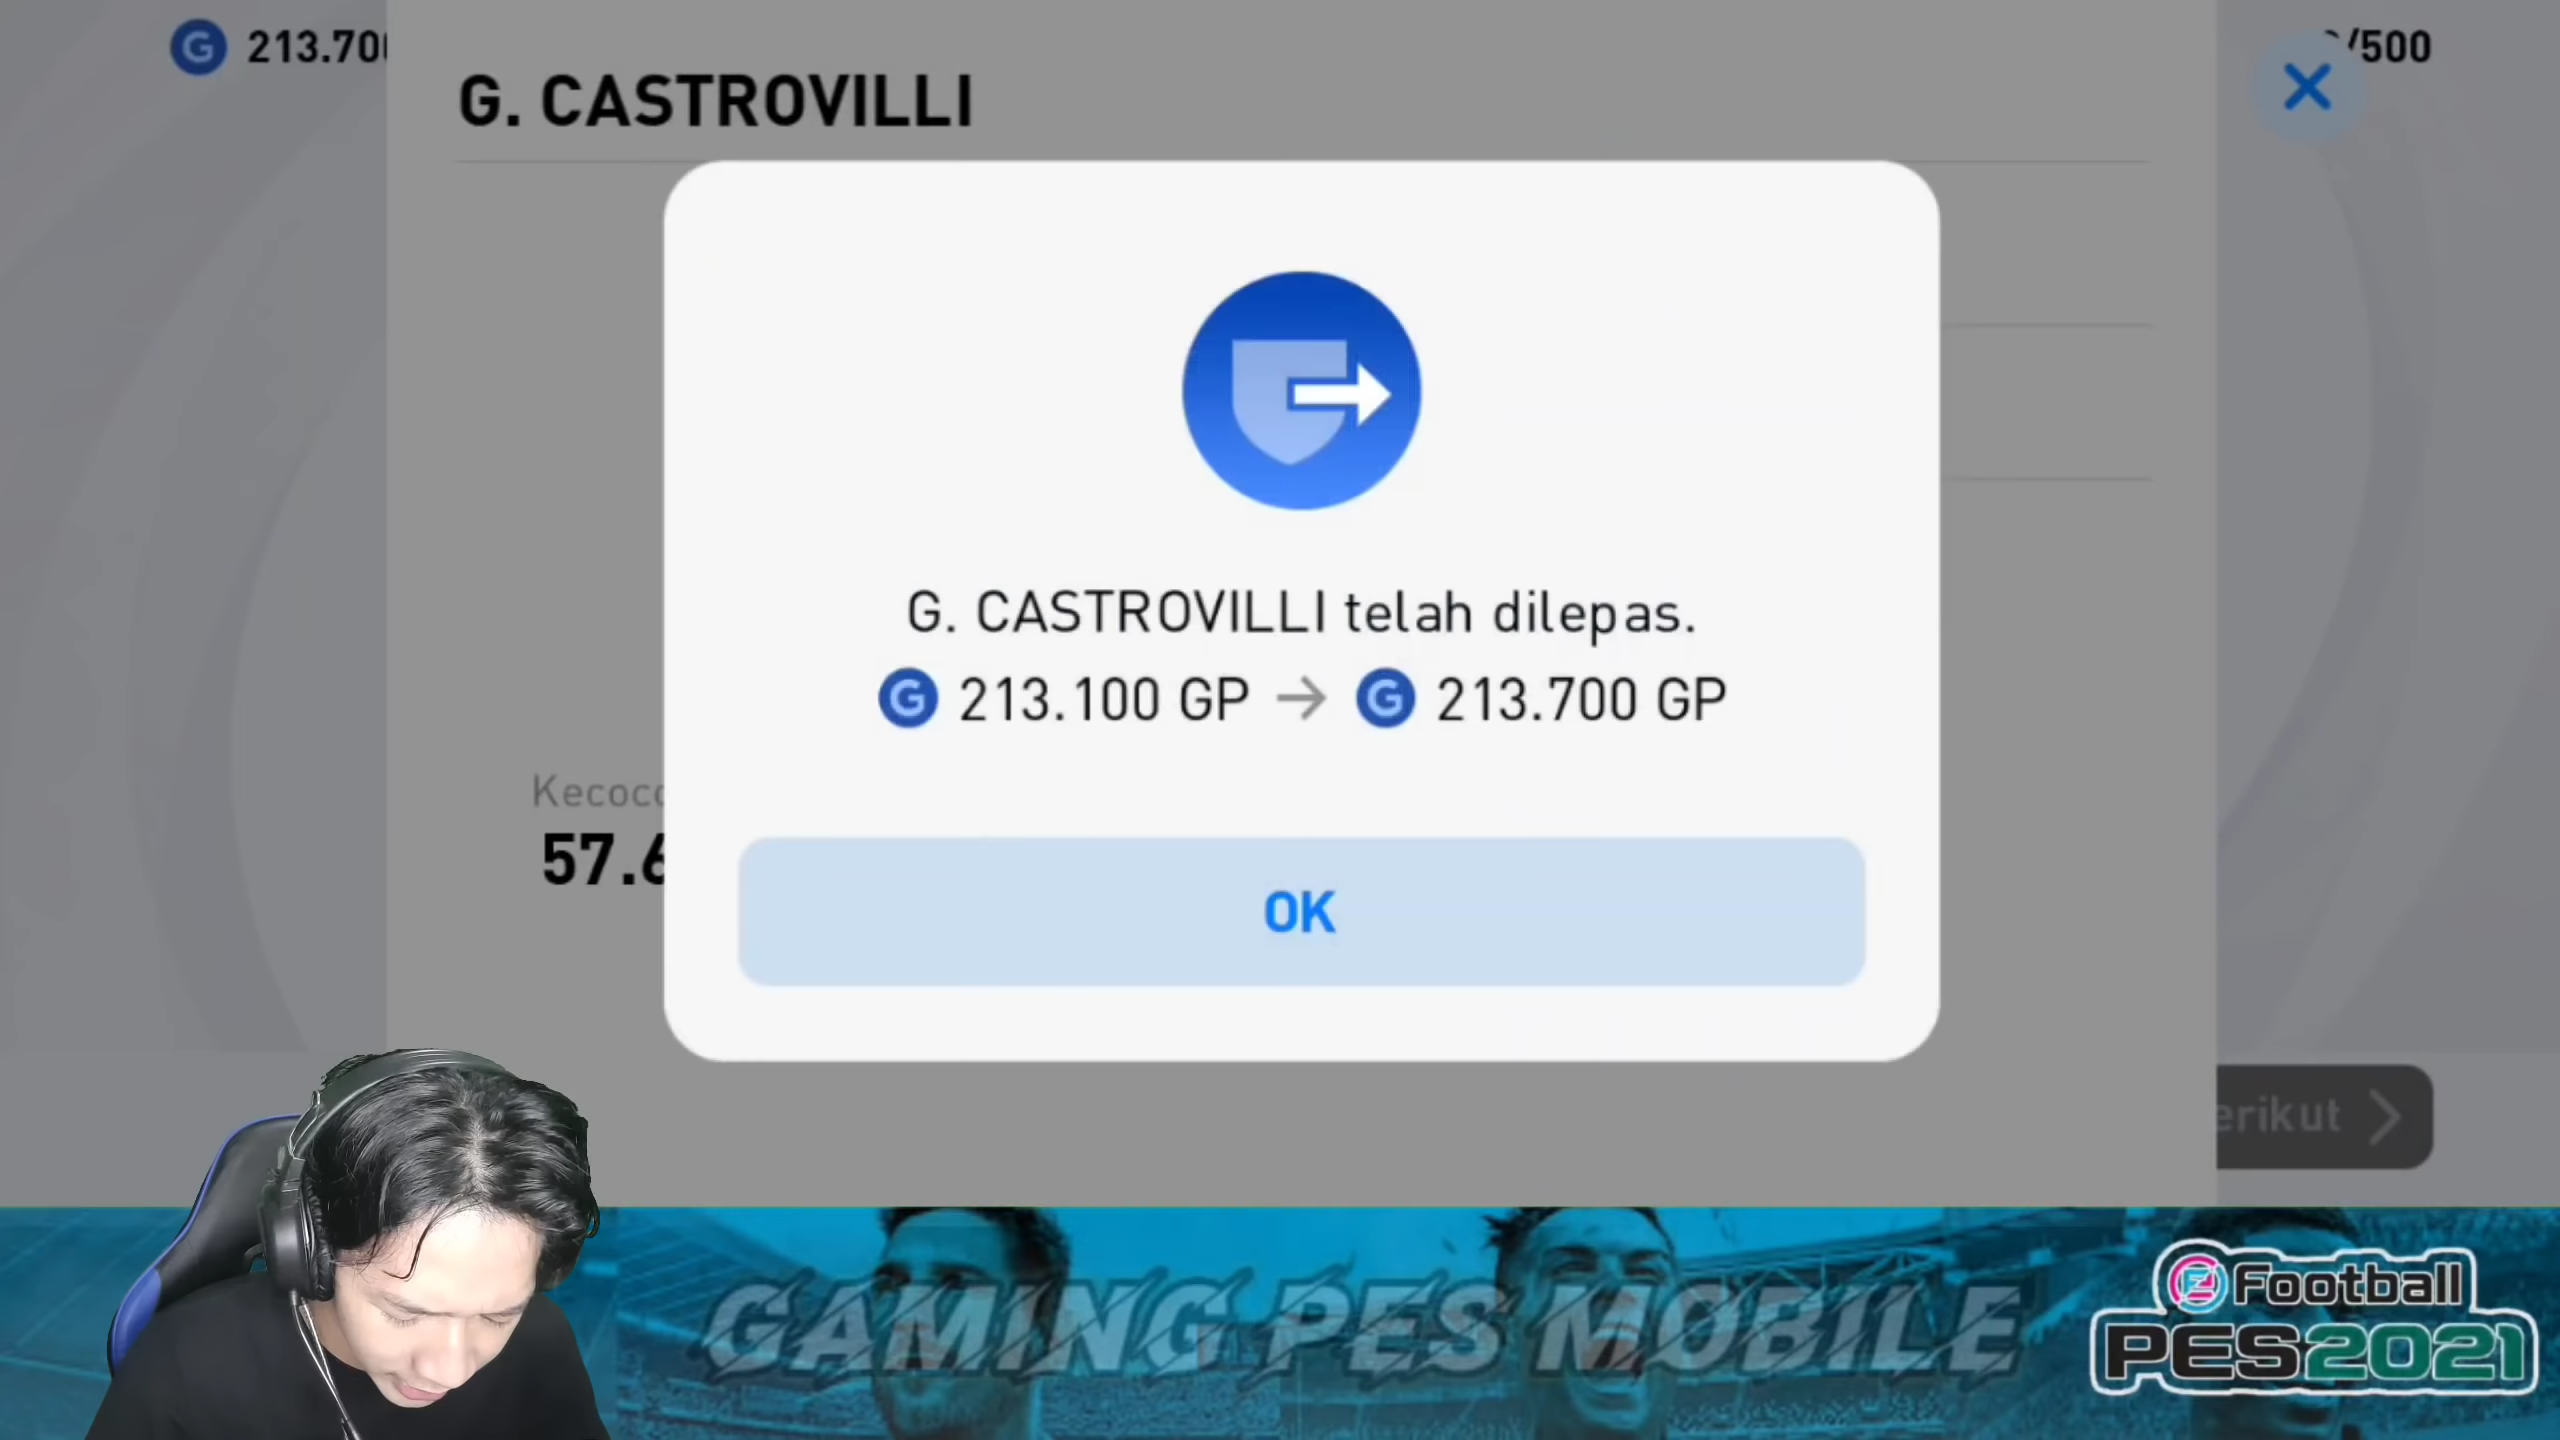 213.70
/500
G. CASTROVILLI
G. CASTROVILLI telah dilepas.
213.100 GP → 213.700 GP
57.6
OK
GAMING PES MOBILE
eFootball
PES2021